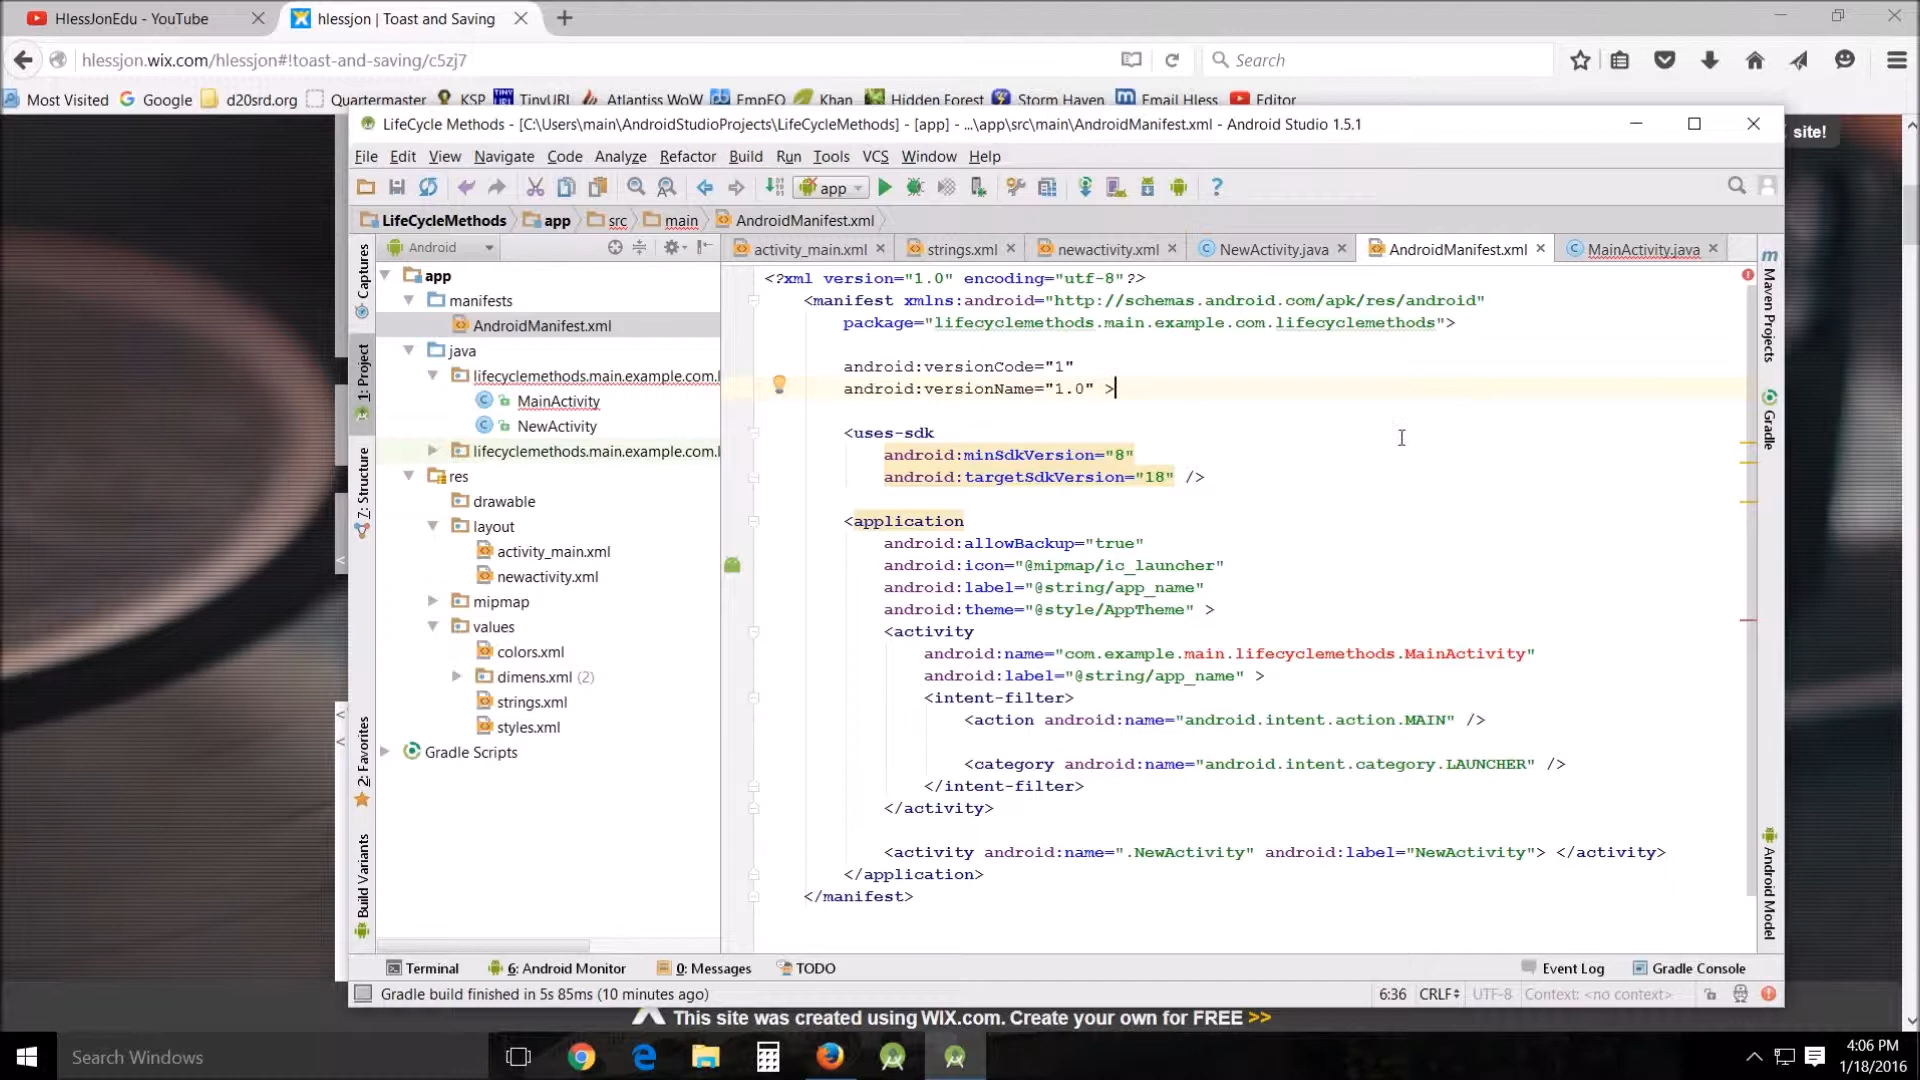 HlessJonEdu - YouTube
hlessjon | Toast and Saving
hlessjon.wix.com/hlessjon#!toast-and-saving/c5zj7
Search
Most Visited Google d20srd.org Quartermaster KSP TinyURL Atlantiss WoW EmpEQ Khan Hidden Forest Storm Haven Email Hless Editor
site!
LifeCycle Methods - [C:\Users\main\AndroidStudioProjects\LifeCycleMethods] - [app] - ...\app\src\main\AndroidManifest.xml - Android Studio 1.5.1
File Edit View Navigate Code Analyze Refactor Build Run Tools VCS Window Help
app
LifeCycleMethods app src main AndroidManifest.xml
Android
activity_main.xml strings.xml newactivity.xml NewActivity.java AndroidManifest.xml MainActivity.java
Captures
1: Project
7: Structure
2: Favorites
Build Variants
app
manifests
AndroidManifest.xml
java
lifecyclemethods.main.example.com.l
MainActivity
NewActivity
lifecyclemethods.main.example.com.l
res
drawable
layout
activity_main.xml
newactivity.xml
mipmap
values
colors.xml
dimens.xml (2)
strings.xml
styles.xml
Gradle Scripts
<?xml version="1.0" encoding="utf-8"?>
<manifest xmlns:android="http://schemas.android.com/apk/res/android"
package="lifecyclemethods.main.example.com.lifecyclemethods">
android:versionCode="1"
android:versionName="1.0" >
<uses-sdk
android:minSdkVersion="8"
android:targetSdkVersion="18" />
<application
android:allowBackup="true"
android:icon="@mipmap/ic_launcher"
android:label="@string/app_name"
android:theme="@style/AppTheme" >
<activity
android:name="com.example.main.lifecyclemethods.MainActivity"
android:label="@string/app_name" >
<intent-filter>
<action android:name="android.intent.action.MAIN" />
<category android:name="android.intent.category.LAUNCHER" />
</intent-filter>
</activity>
<activity android:name=".NewActivity" android:label="NewActivity"> </activity>
</application>
</manifest>
m
Maven Projects
Gradle
Android Model
Terminal 6: Android Monitor 0: Messages TODO Event Log Gradle Console
Gradle build finished in 5s 85ms (10 minutes ago) 6:36 CRLF UTF-8 Context: <no context>
This site was created using WIX.com. Create your own for FREE >>
Search Windows
4:06 PM
1/18/2016